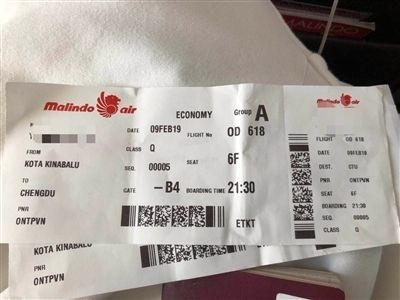 Malindo air
ECONOMY Group A
DATE 09FEB19 FLIGHT No OD 618
FROM CLASS Q
KOTA KINABALU SEQ. 00005 SEAT 6F
TO
CHENGDU GATE -B4 BOARDING TIME 21:30
PNR
ONTPVN ETKT
Malindo air
FLIGHT OD 618
DATE 09FEB19
DEST. CTU
PNR ONTPVN
SEAT 6F
BOARDING 21:30
SEQ. 00005
CLASS Q
KOTA KINABALU
PNR
ONTPVN